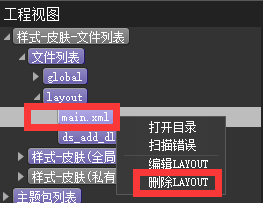 工程视图
样式-皮肤-文件列表
文件列表
global
layout
main.xml
打开目录
ds_add_dl
扫描错误
样式-皮肤(全局
编辑LAYOUT
样式-皮肤(私有
删除LAYOUT
主题包列表